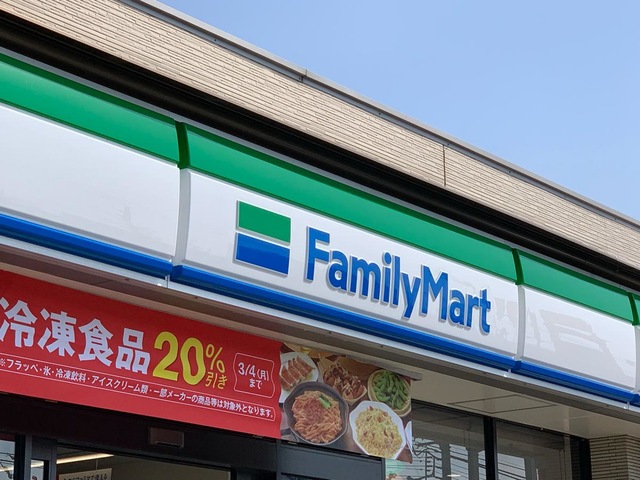 FamilyMart
冷凍食品20%引き
3/4(月)まで
※フラッペ・氷・冷凍飲料・アイスクリーム類・一部メーカーの商品等は対象外となります。